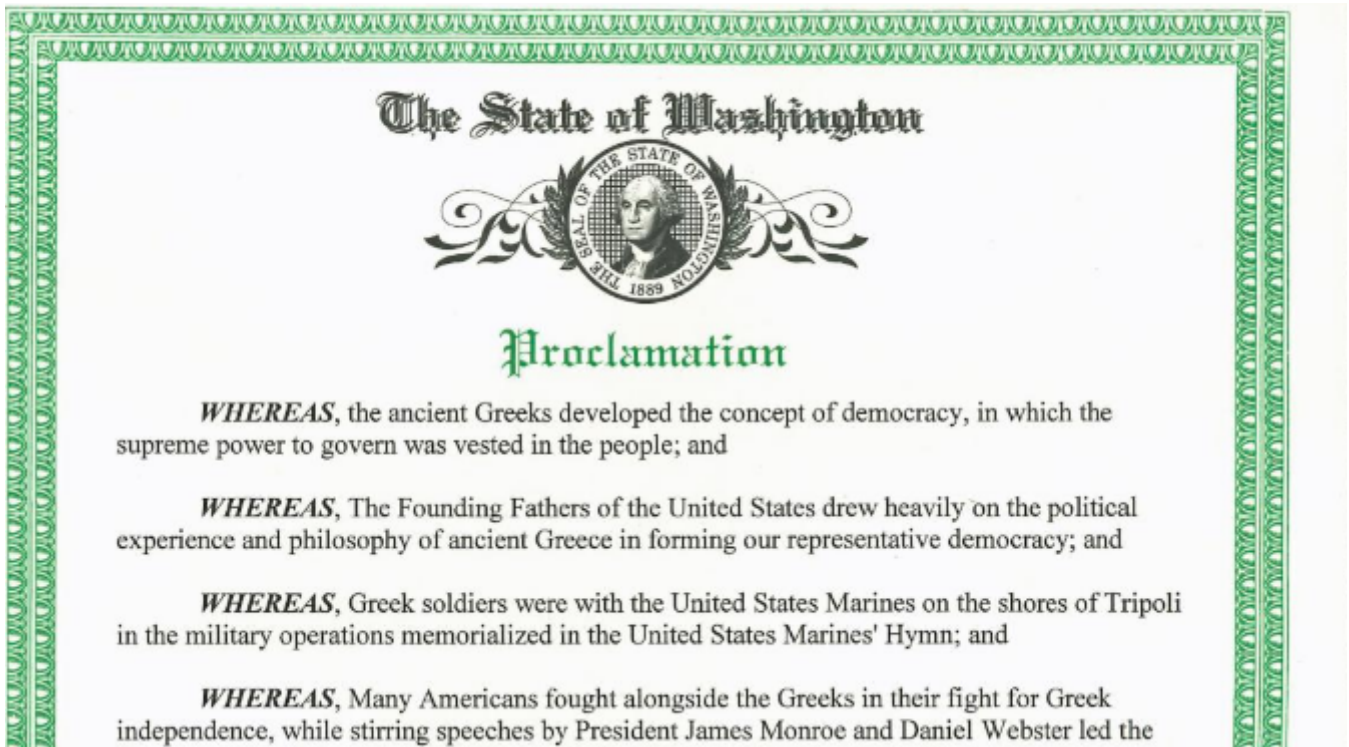 The State of Washington
THE SEAL OF THE STATE OF WASHINGTON
1889
Proclamation
WHEREAS, the ancient Greeks developed the concept of democracy, in which the
supreme power to govern was vested in the people; and
WHEREAS, The Founding Fathers of the United States drew heavily on the political
experience and philosophy of ancient Greece in forming our representative democracy; and
WHEREAS, Greek soldiers were with the United States Marines on the shores of Tripoli
in the military operations memorialized in the United States Marines' Hymn; and
WHEREAS, Many Americans fought alongside the Greeks in their fight for Greek
independence, while stirring speeches by President James Monroe and Daniel Webster led the